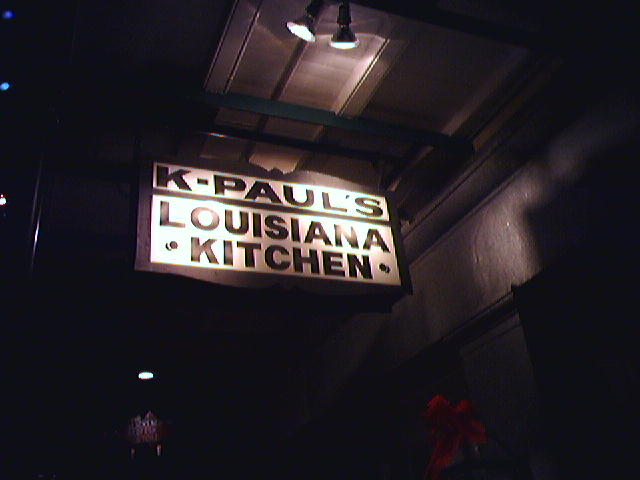 K-PAUL'S
LOUISIANA
• KITCHEN •